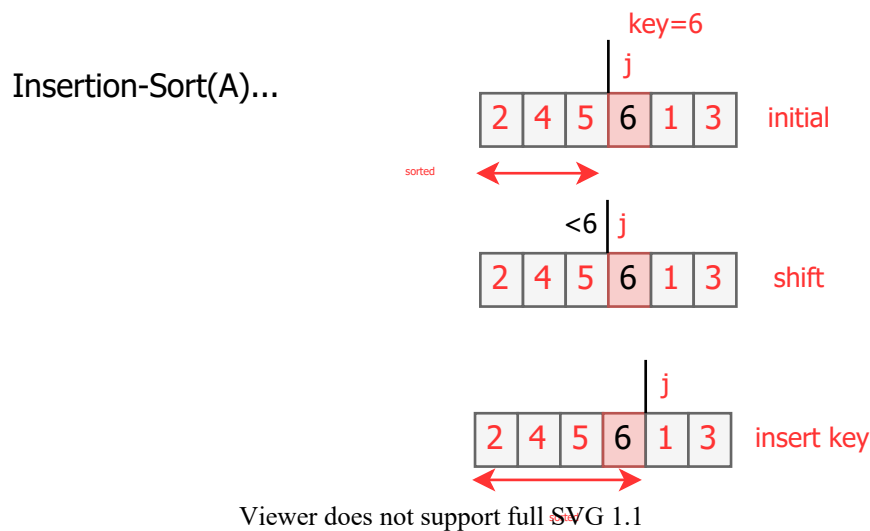 key=6
j
Insertion-Sort(A)...
2 4 5 6 1 3 initial
sorted
<6 j
2 4 5 6 1 3 shift
j
2 4 5 6 1 3 insert key
sorted
Viewer does not support full SVG 1.1